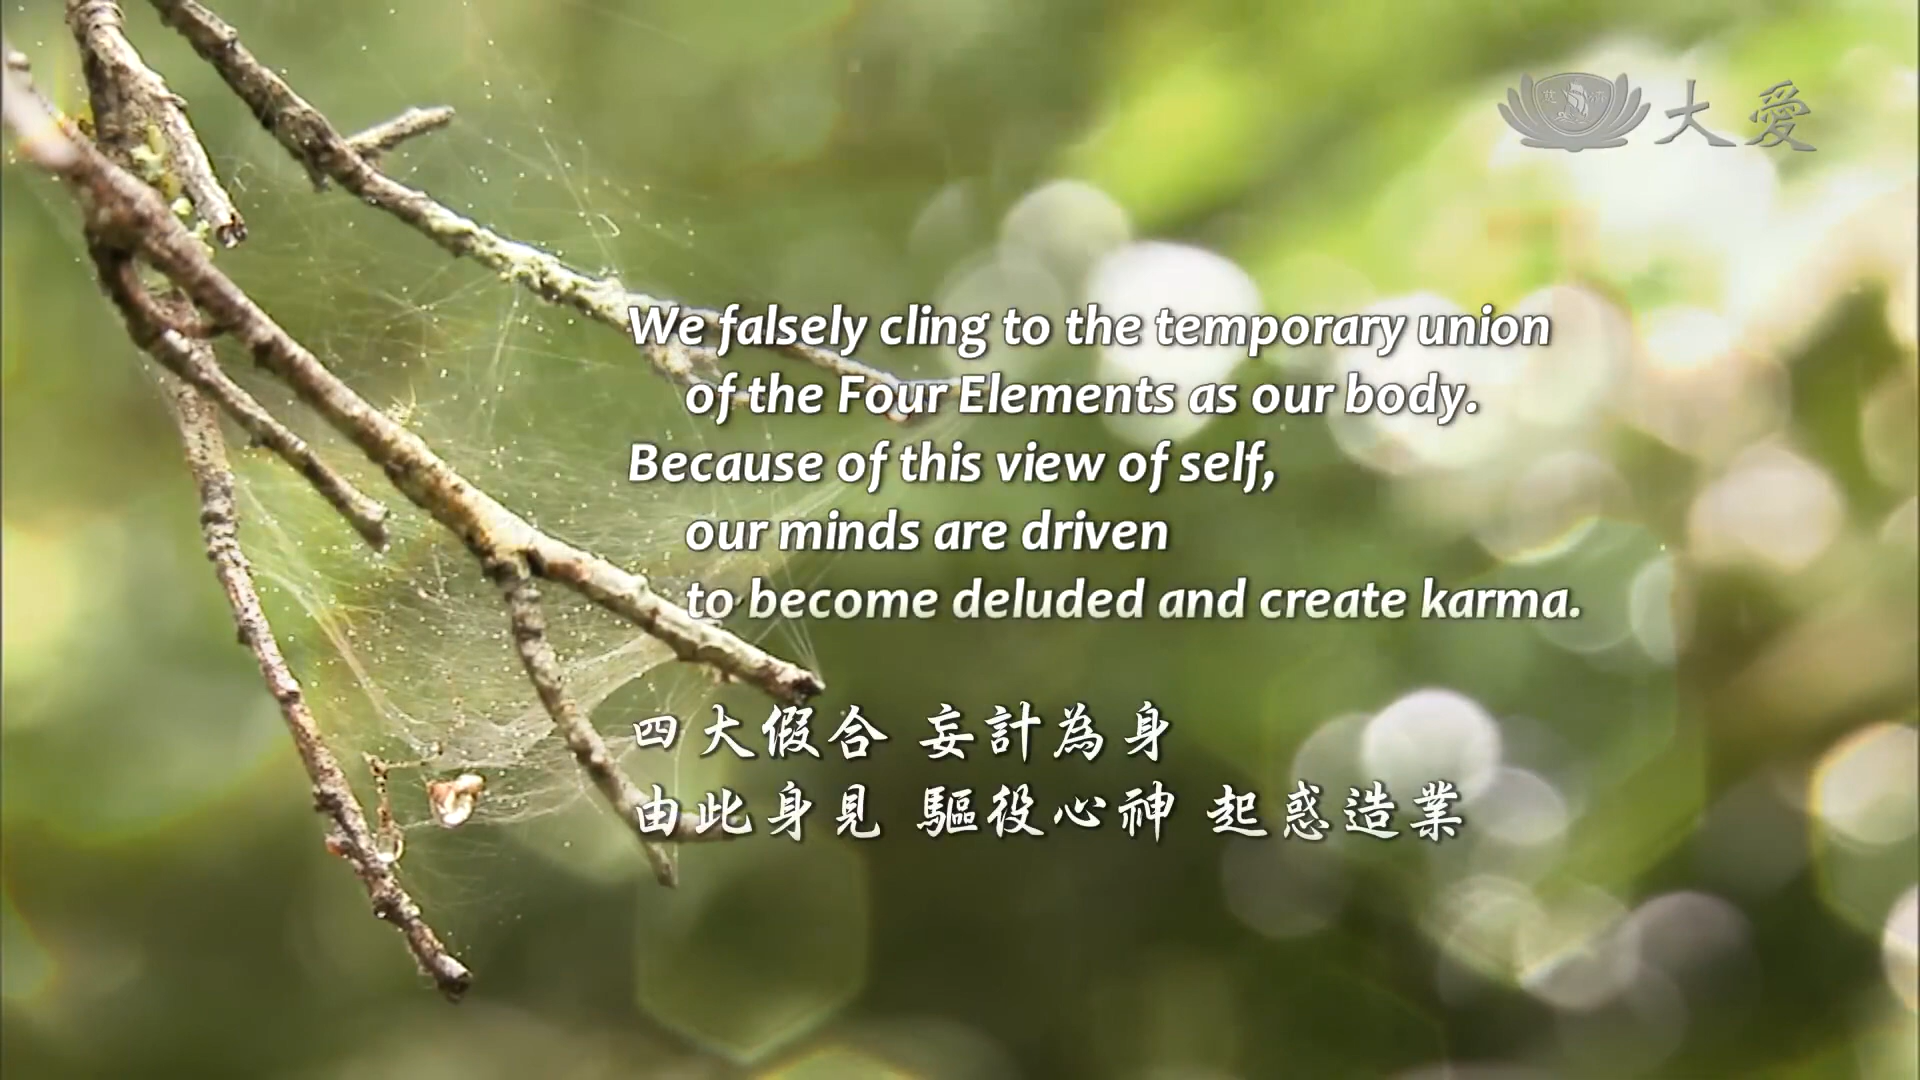 大愛
We falsely cling to the temporary union
of the Four Elements as our body.
Because of this view of self,
our minds are driven
to become deluded and create karma.
四大假合 妄計為身
由此身見 驅役心神 起惑造業